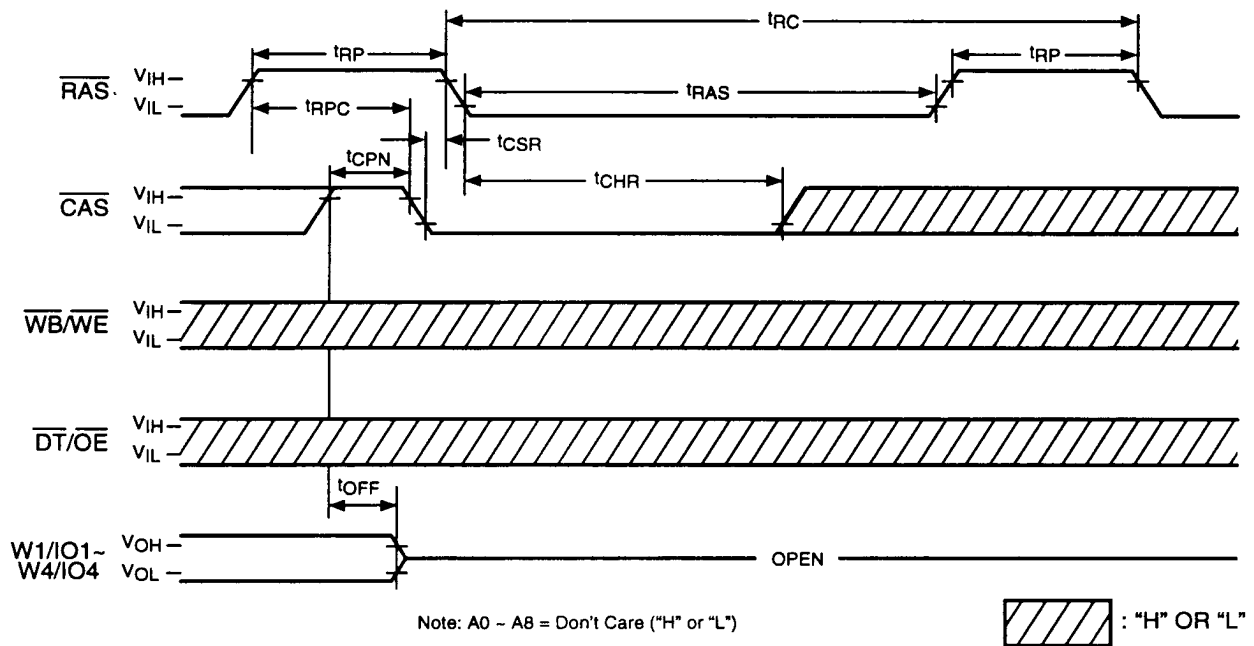 tRC
tRP
tRP
RAS
VIH
VIL
tRPC
tRAS
tCSR
tCPN
tCHR
CAS
VIH
VIL
WB/WE
VIH
VIL
DT/OE
VIH
VIL
tOFF
W1/IO1~
W4/IO4
VOH
VOL
OPEN
Note: A0 ~ A8 = Don't Care ("H" or "L")
: "H" OR "L"